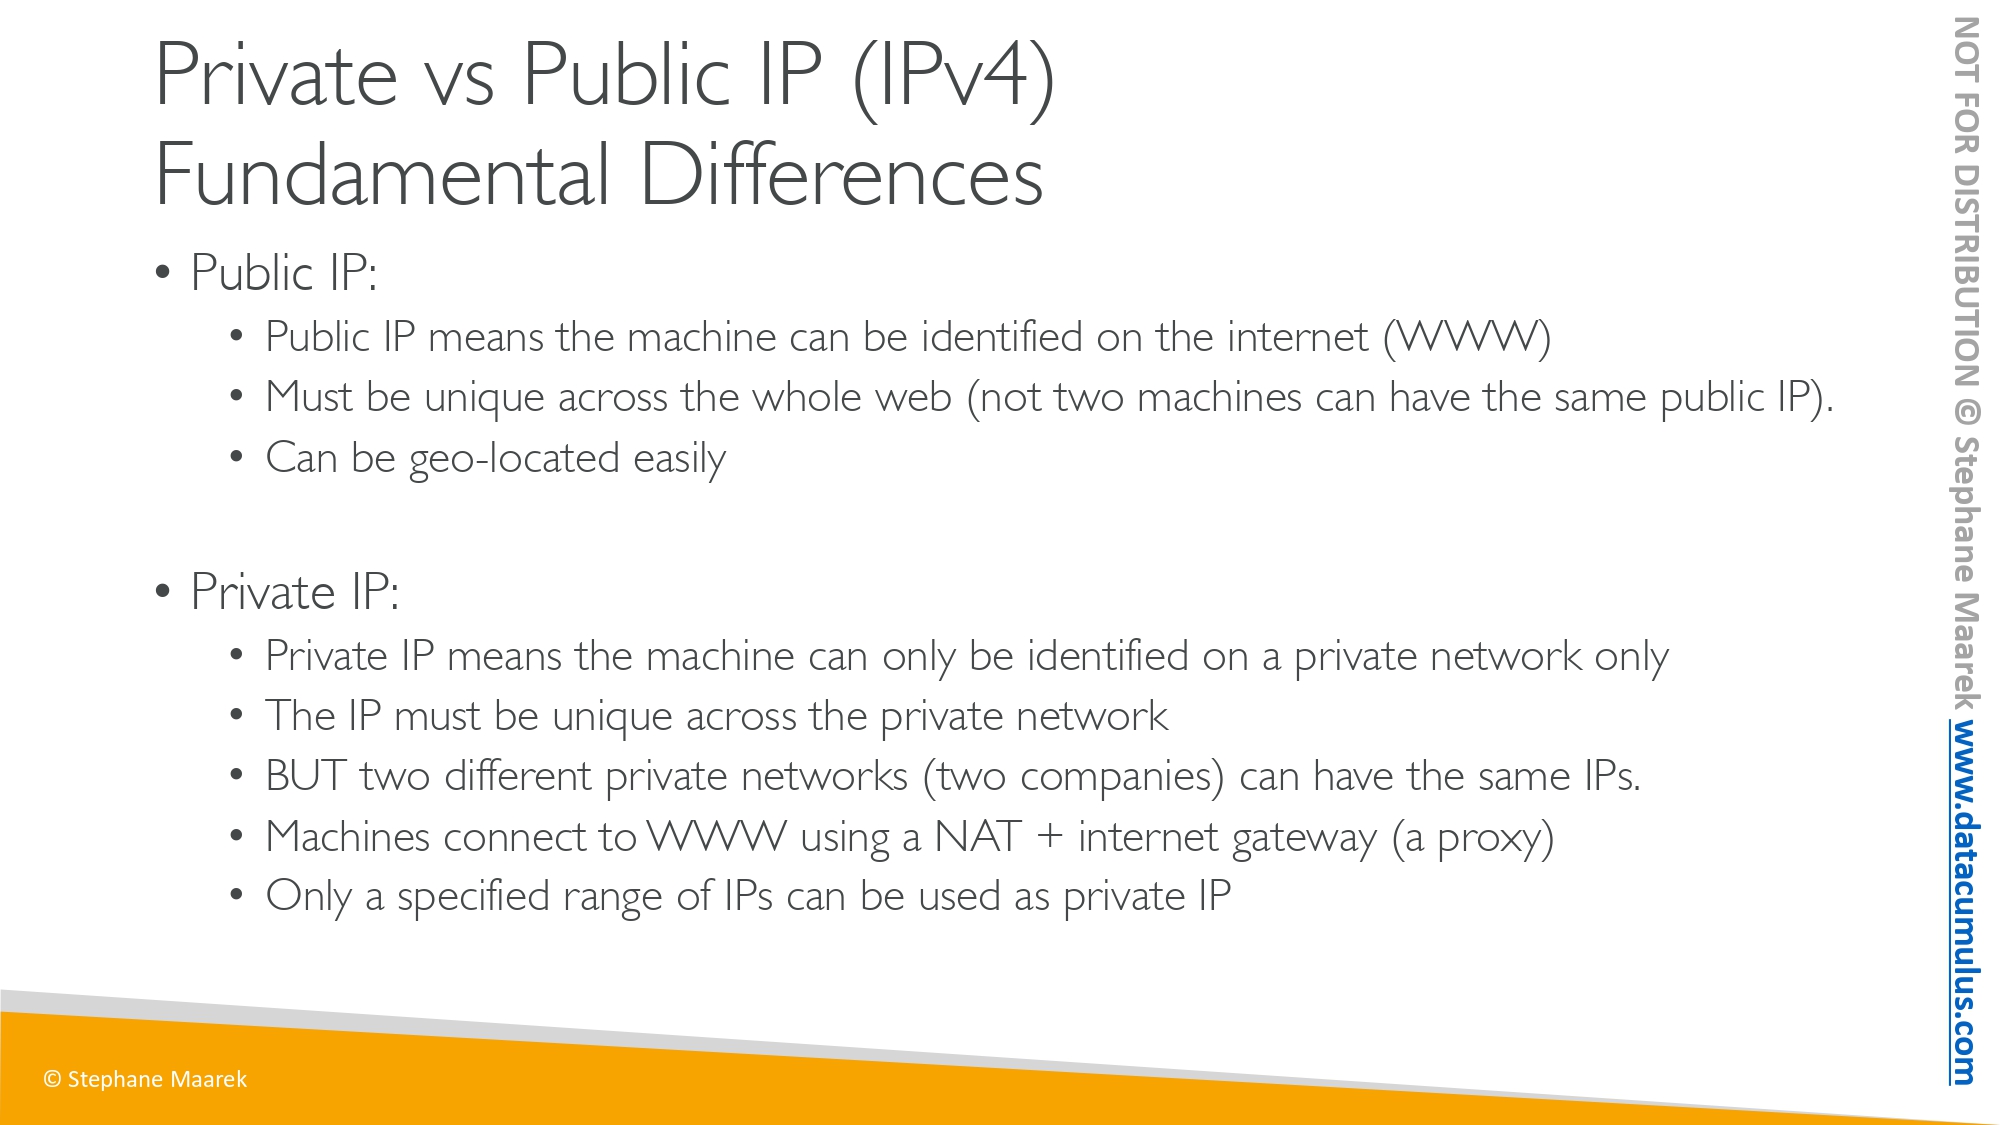 Private vs Public IP (IPv4)
Fundamental Differences
• Public IP:
• Public IP means the machine can be identified on the internet (WWW)
• Must be unique across the whole web (not two machines can have the same public IP).
• Can be geo-located easily
• Private IP:
• Private IP means the machine can only be identified on a private network only
• The IP must be unique across the private network
• BUT two different private networks (two companies) can have the same IPs.
• Machines connect to WWW using a NAT + internet gateway (a proxy)
• Only a specified range of IPs can be used as private IP
© Stephane Maarek
NOT FOR DISTRIBUTION © Stephane Maarek www.datacumulus.com